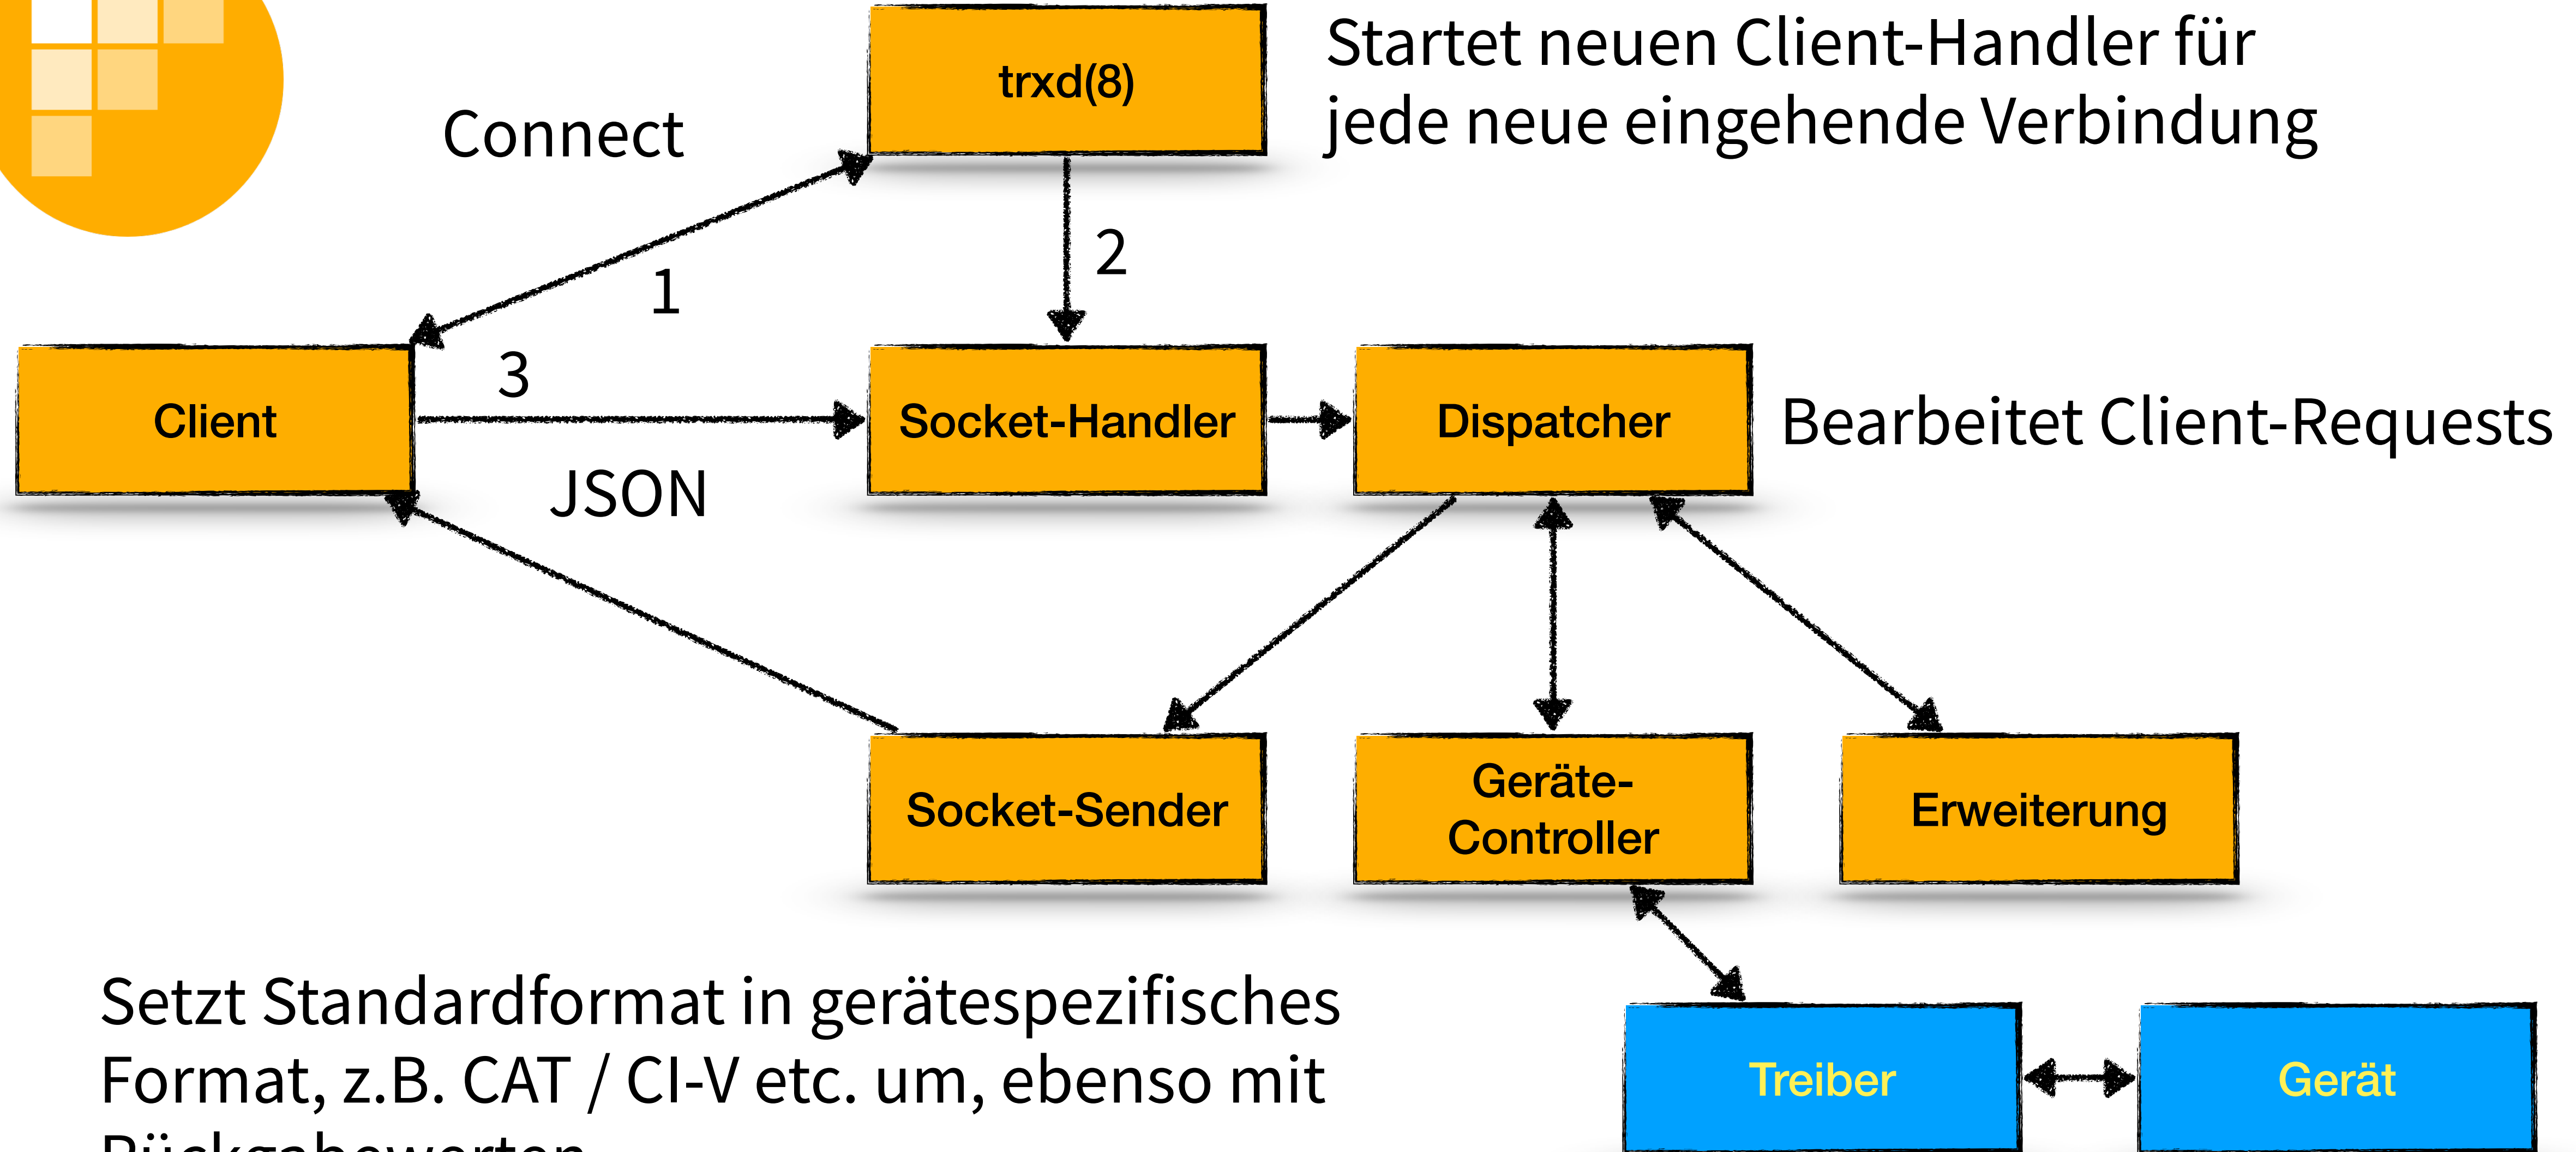 trxd(8)
Startet neuen Client-Handler für
jede neue eingehende Verbindung
Connect
1
2
3
Client
Socket-Handler
Dispatcher
Bearbeitet Client-Requests
JSON
Socket-Sender
Geräte-
Controller
Erweiterung
Setzt Standardformat in gerätespezifisches
Format, z.B. CAT / CI-V etc. um, ebenso mit
Rückgabewerten
Treiber
Gerät